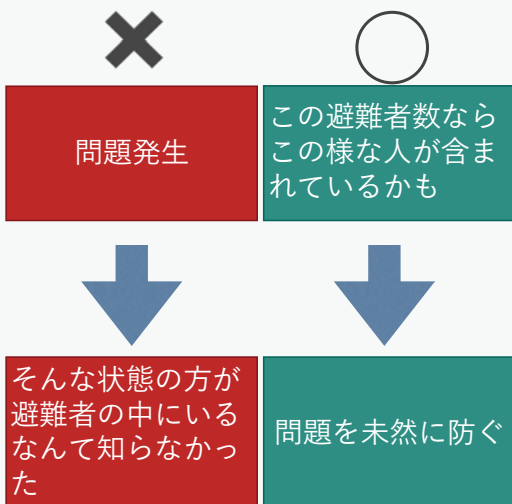 問題発生
この避難者数なら
この様な人が含ま
れているかも
そんな状態の方が
避難者の中にいる
なんて知らなかっ
た
問題を未然に防ぐ